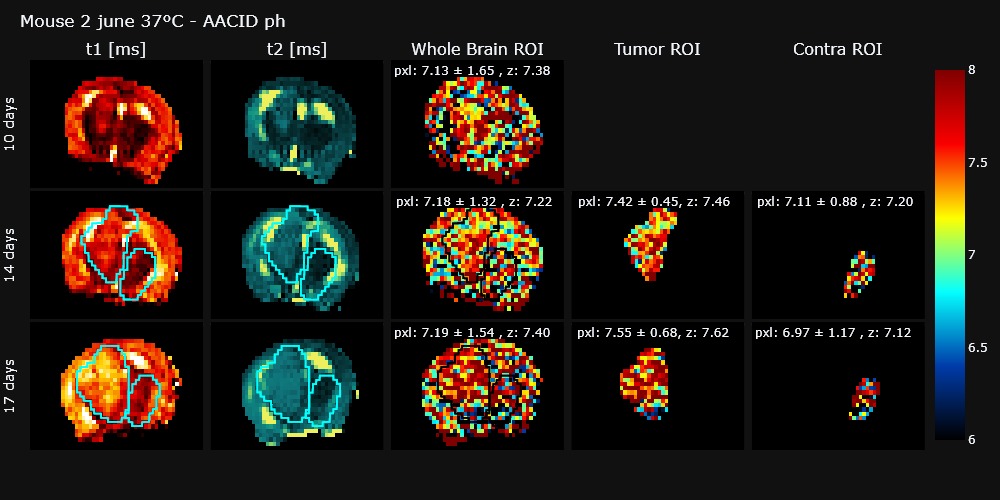 Mouse 2 june 37ºC - AACID ph
t1 [ms]
t2 [ms]
Whole Brain ROI
Tumor ROI
Contra ROI
10 days
pxl: 7.13 ± 1.65 , z: 7.38
14 days
pxl: 7.18 ± 1.32 , z: 7.22
pxl: 7.42 ± 0.45, z: 7.46
pxl: 7.11 ± 0.88 , z: 7.20
17 days
pxl: 7.19 ± 1.54 , z: 7.40
pxl: 7.55 ± 0.68, z: 7.62
pxl: 6.97 ± 1.17 , z: 7.12
8
7.5
7
6.5
6